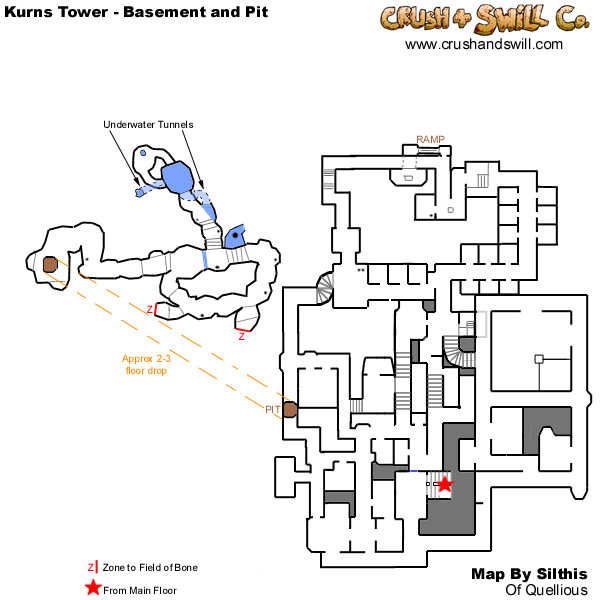 Kurns Tower - Basement and Pit
CRUSH & SWILL CO.
www.crushandswill.com
Underwater Tunnels
RAMP
Z
Z
Approx 2-3
floor drop
PIT
Z Zone to Field of Bone
From Main Floor
Map By Silthis
Of Quellious